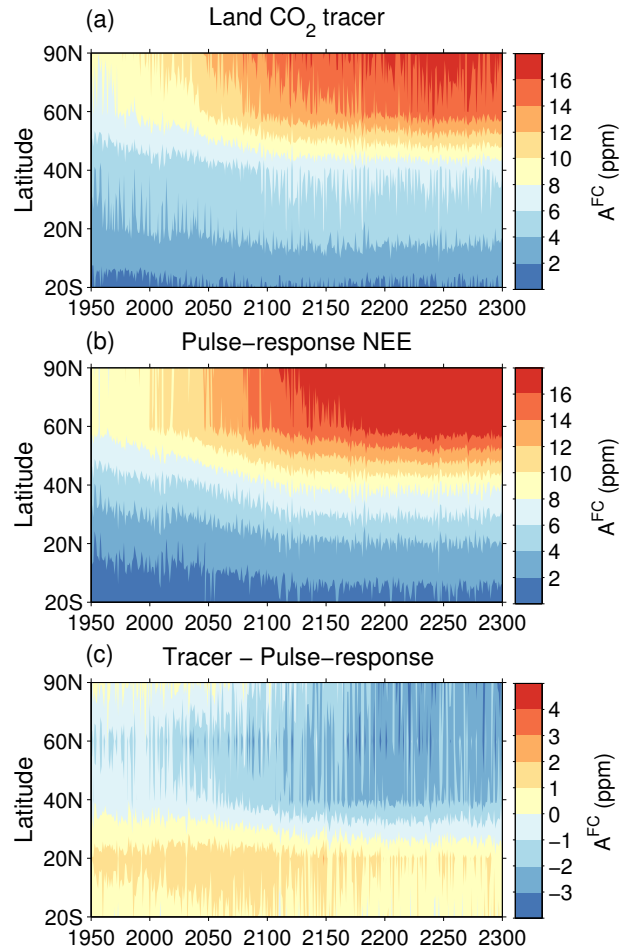 (a) Land CO2 tracer
90N
60N
40N
20N
20S
Latitude
1950 2000 2050 2100 2150 2200 2250 2300
16
14
12
10
8
6
4
2
A^FC (ppm)
(b) Pulse−response NEE
90N
60N
40N
20N
20S
Latitude
1950 2000 2050 2100 2150 2200 2250 2300
16
14
12
10
8
6
4
2
A^FC (ppm)
(c) Tracer − Pulse−response
90N
60N
40N
20N
20S
Latitude
1950 2000 2050 2100 2150 2200 2250 2300
4
3
2
1
0
−1
−2
−3
A^FC (ppm)